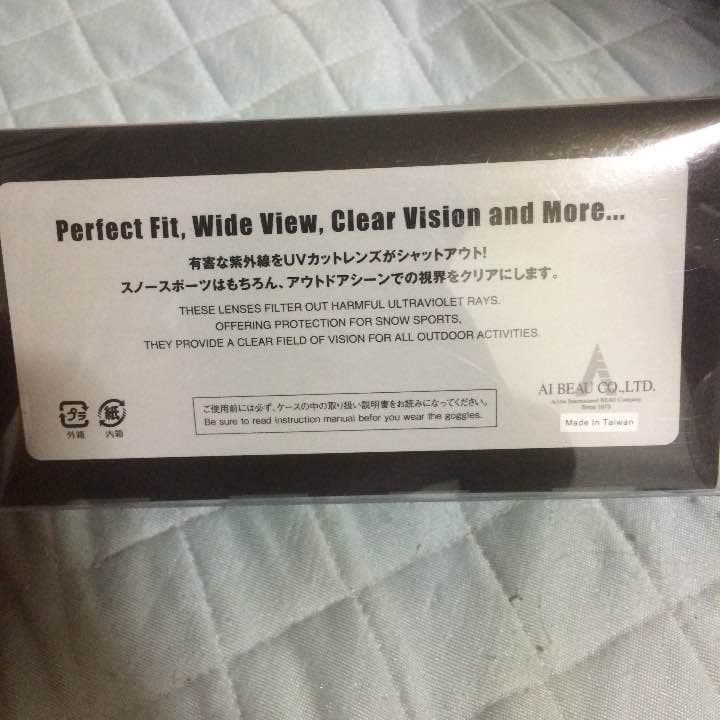 Perfect Fit, Wide View, Clear Vision and More...
有害な紫外線をUVカットレンズがシャットアウト!
スノースポーツはもちろん、アウトドアシーンでの視界をクリアにします。
THESE LENSES FILTER OUT HARMFUL ULTRAVIOLET RAYS.
OFFERING PROTECTION FOR SNOW SPORTS,
THEY PROVIDE A CLEAR FIELD OF VISION FOR ALL OUTDOOR ACTIVITIES.
AI BEAU CO.,LTD.
International BEAU Company
Since 1973
Made in Taiwan
プラ
外箱
紙
内箱
ご使用前には必ず、ケースの中の取り扱い説明書をお読みになってください。
Be sure to read instruction manual befor you wear the goggles.